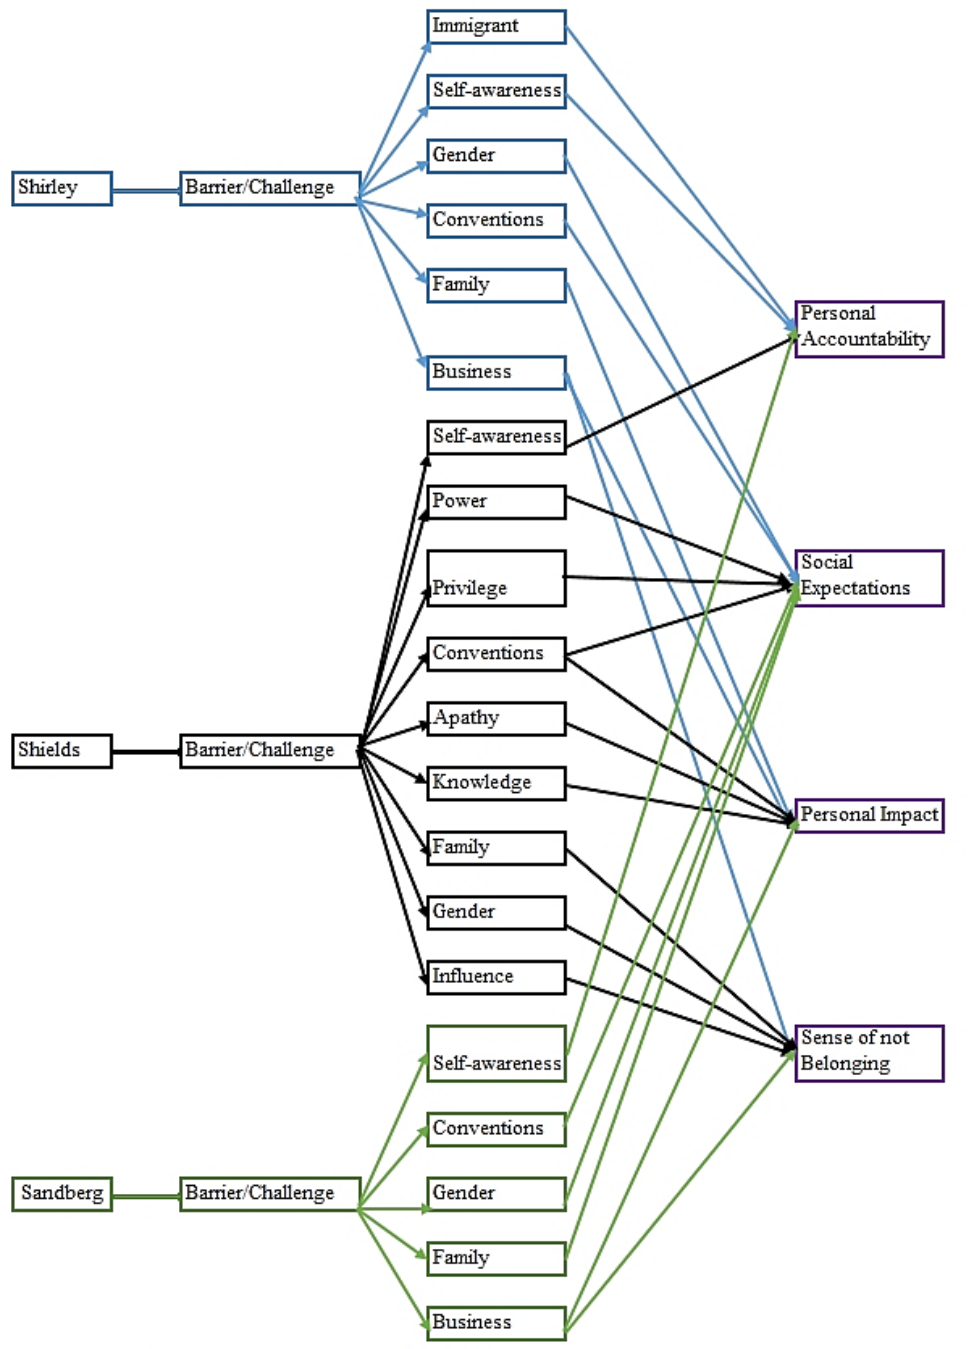 Immigrant
Self-awareness
Gender
Shirley
Barrier/Challenge
Conventions
Family
Personal
Accountability
Business
Self-awareness
Power
Social
Expectations
Privilege
Conventions
Apathy
Shields
Barrier/Challenge
Knowledge
Personal Impact
Family
Gender
Influence
Sense of not
Belonging
Self-awareness
Conventions
Sandberg
Barrier/Challenge
Gender
Family
Business